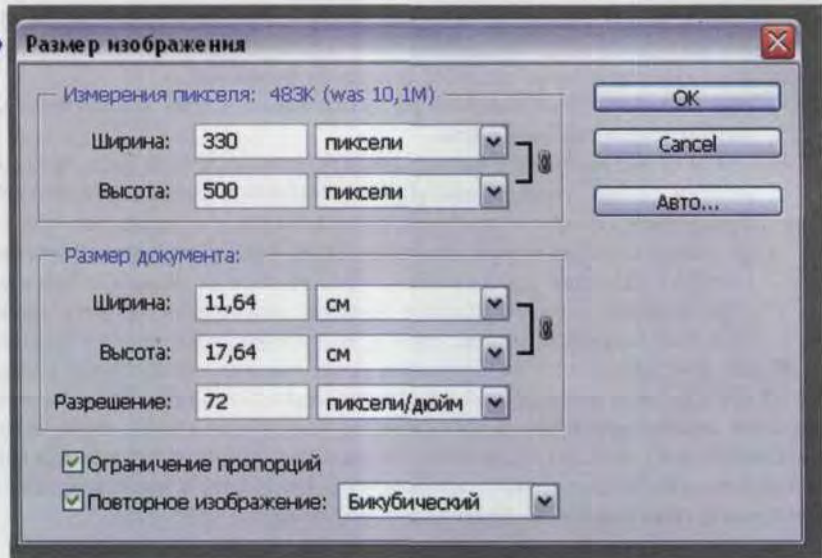 Размер изображения
Измерения пикселя: 483K (was 10,1M)
Ширина: 330 пиксели
Высота: 500 пиксели
OK
Cancel
Авто...
Размер документа:
Ширина: 11,64 см
Высота: 17,64 см
Разрешение: 72 пиксели/дюйм
Ограничение пропорций
Повторное изображение: Бикубический